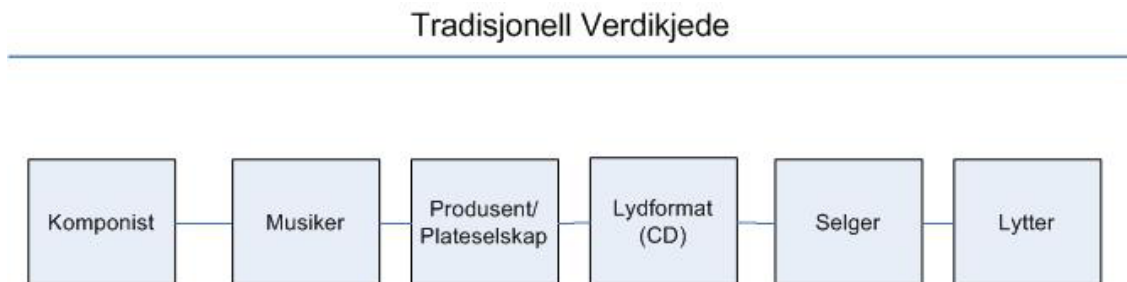 Tradisjonell Verdikjede
Komponist
Musiker
Produsent/
Plateselskap
Lydformat
(CD)
Selger
Lytter